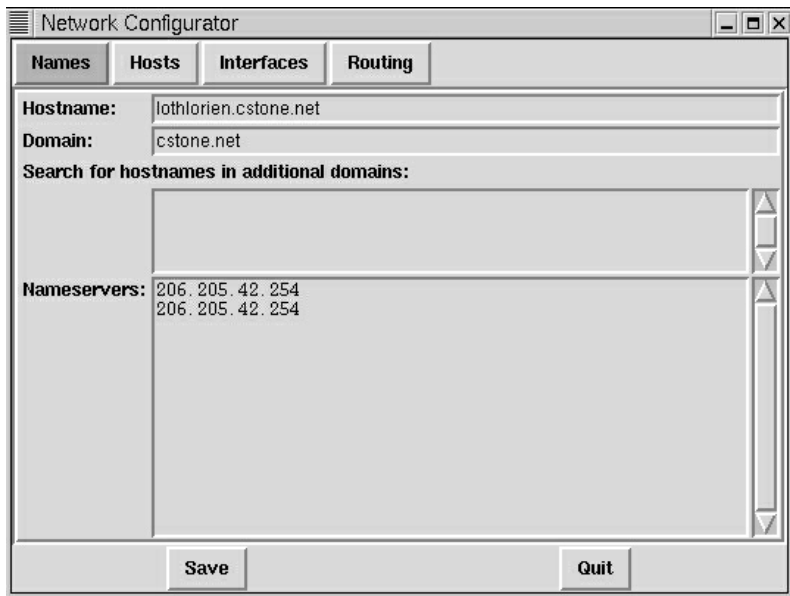 Network Configurator
Names Hosts Interfaces Routing
Hostname: lothlorien.cstone.net
Domain: cstone.net
Search for hostnames in additional domains:
Nameservers: 206.205.42.254
206.205.42.254
Save Quit